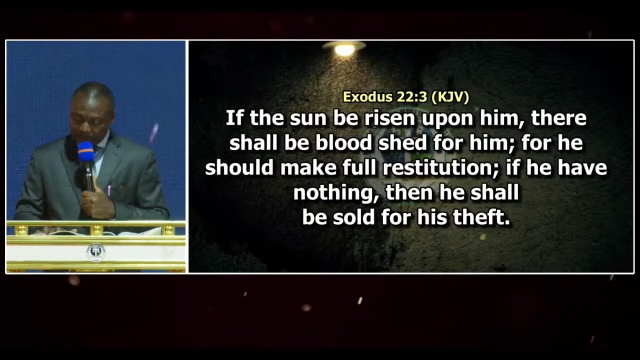 Exodus 22:3 (KJV)
If the sun be risen upon him, there
shall be blood shed for him; for he
should make full restitution; if he have
nothing, then he shall
be sold for his theft.